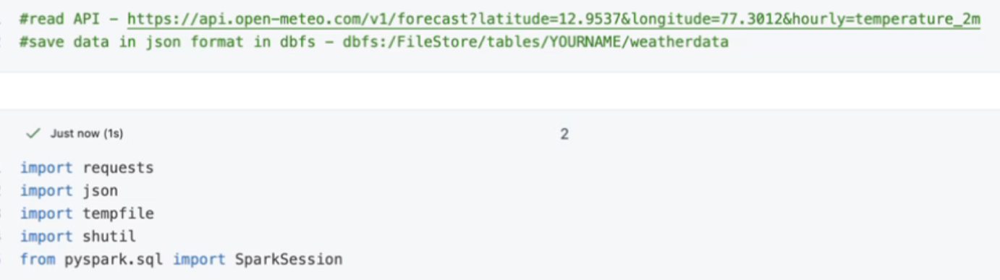 #read API - https://api.open-meteo.com/v1/forecast?latitude=12.9537&longitude=77.3012&hourly=temperature_2m
#save data in json format in dbfs - dbfs:/FileStore/tables/YOURNAME/weatherdata
Just now (1s) 2
import requests
import json
import tempfile
import shutil
from pyspark.sql import SparkSession